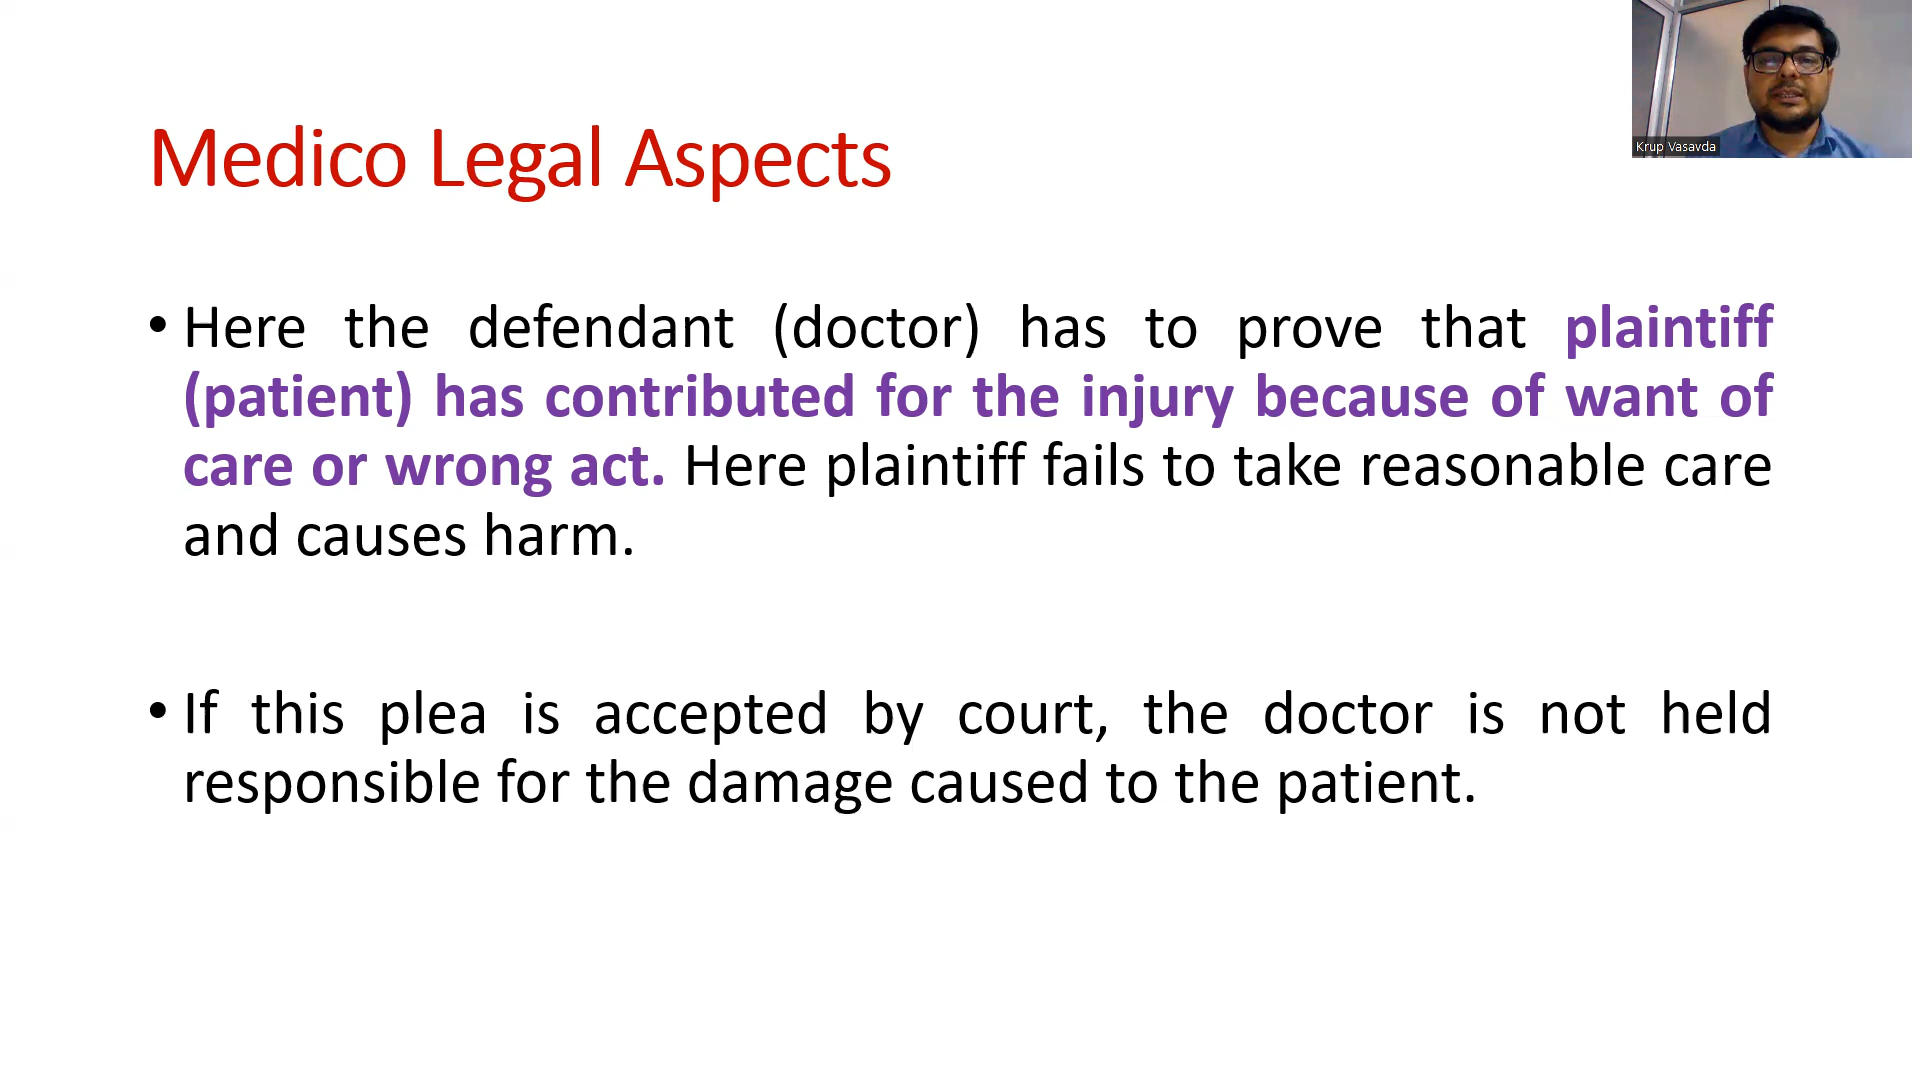 Krup Vasavda
Medico Legal Aspects
• Here the defendant (doctor) has to prove that plaintiff
(patient) has contributed for the injury because of want of
care or wrong act. Here plaintiff fails to take reasonable care
and causes harm.
• If this plea is accepted by court, the doctor is not held
responsible for the damage caused to the patient.